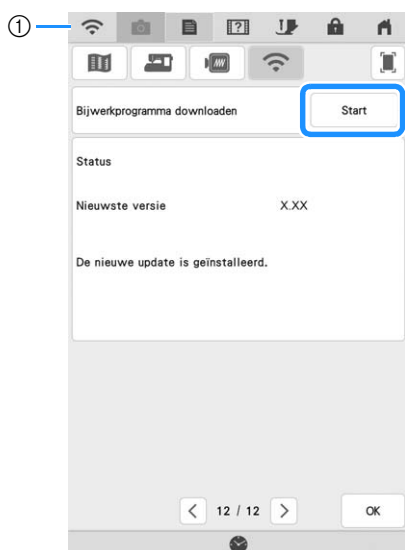 ①
Bijwerkprogramma downloaden
Start
Status
Nieuwste versie X.XX
De nieuwe update is geïnstalleerd.
< 12 / 12 >
OK